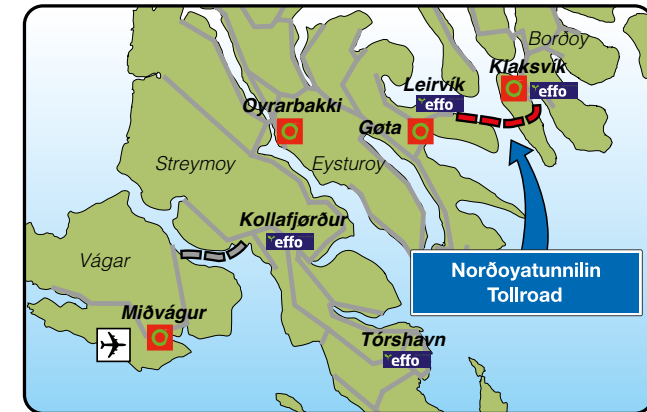 Borðoy
Klaksvík
effo
Leirvík
effo
Oyrarbakki
Gøta
Streymoy
Eysturoy
Kollafjørður
effo
Vágar
Norðoyatunnilin
Tollroad
Miðvágur
Tórshavn
effo